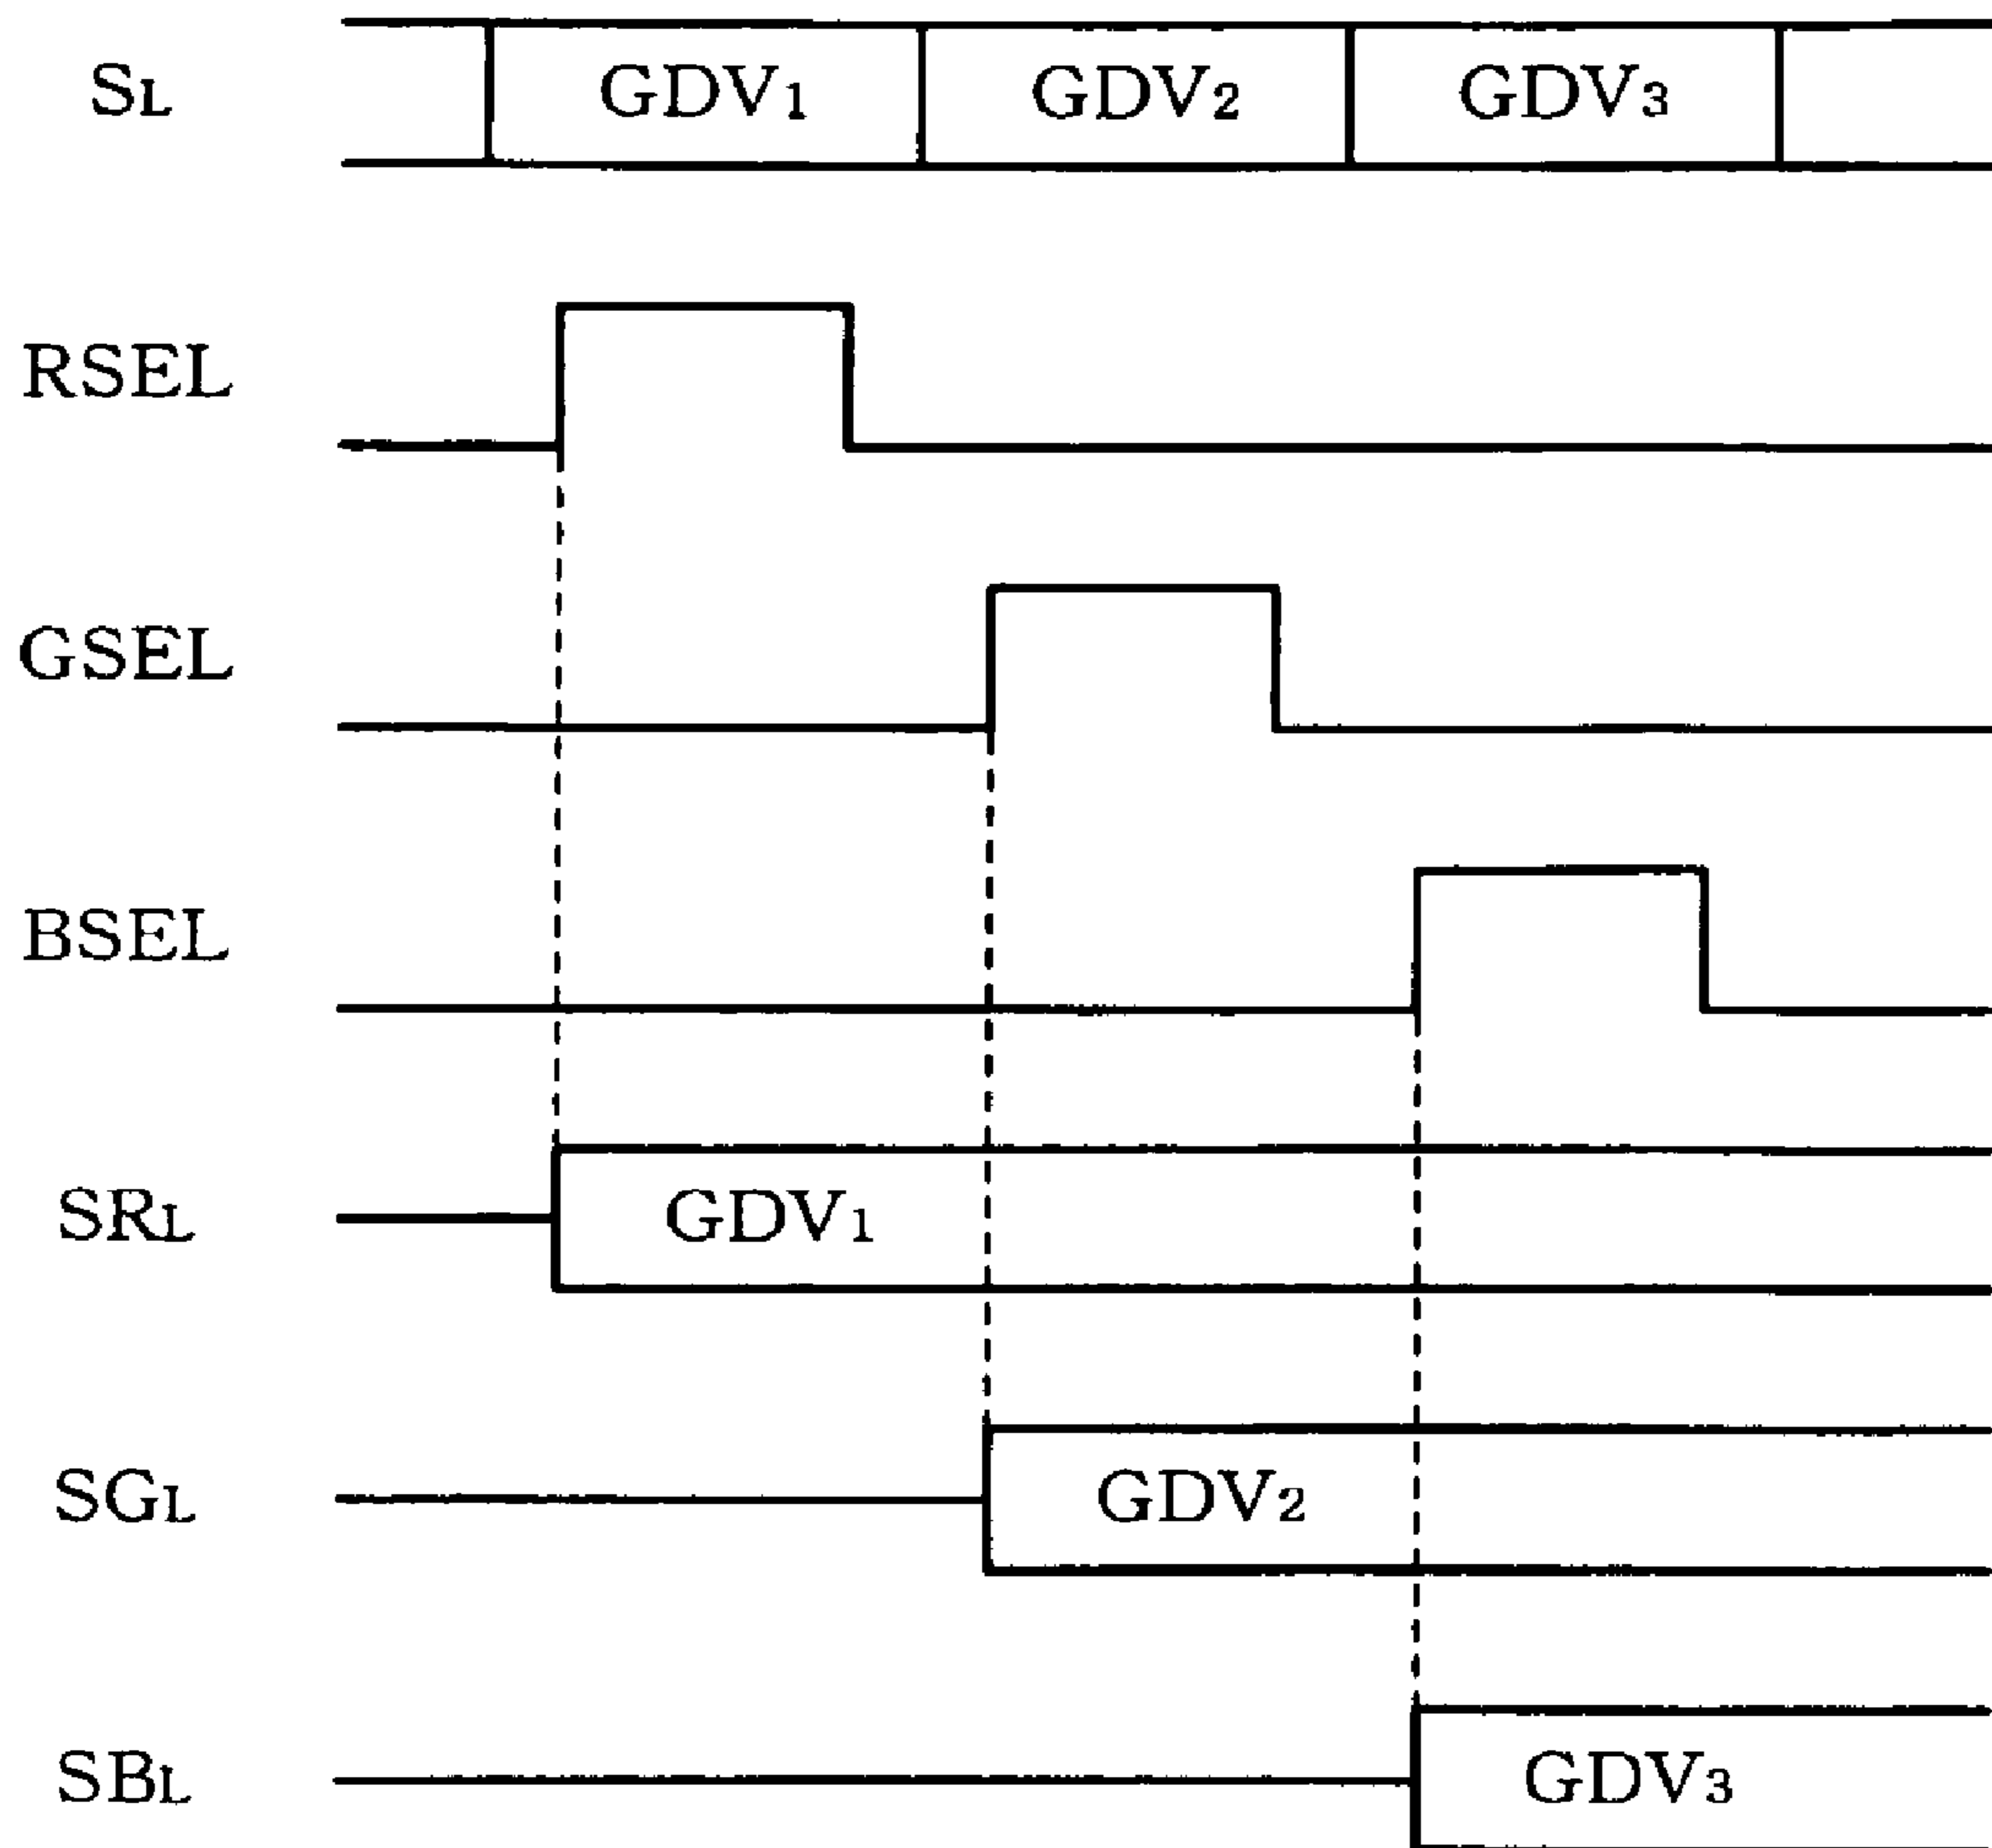 SL GDV1 GDV2 GDV3
RSEL
GSEL
BSEL
SRL GDV1
SGL GDV2
SBL GDV3